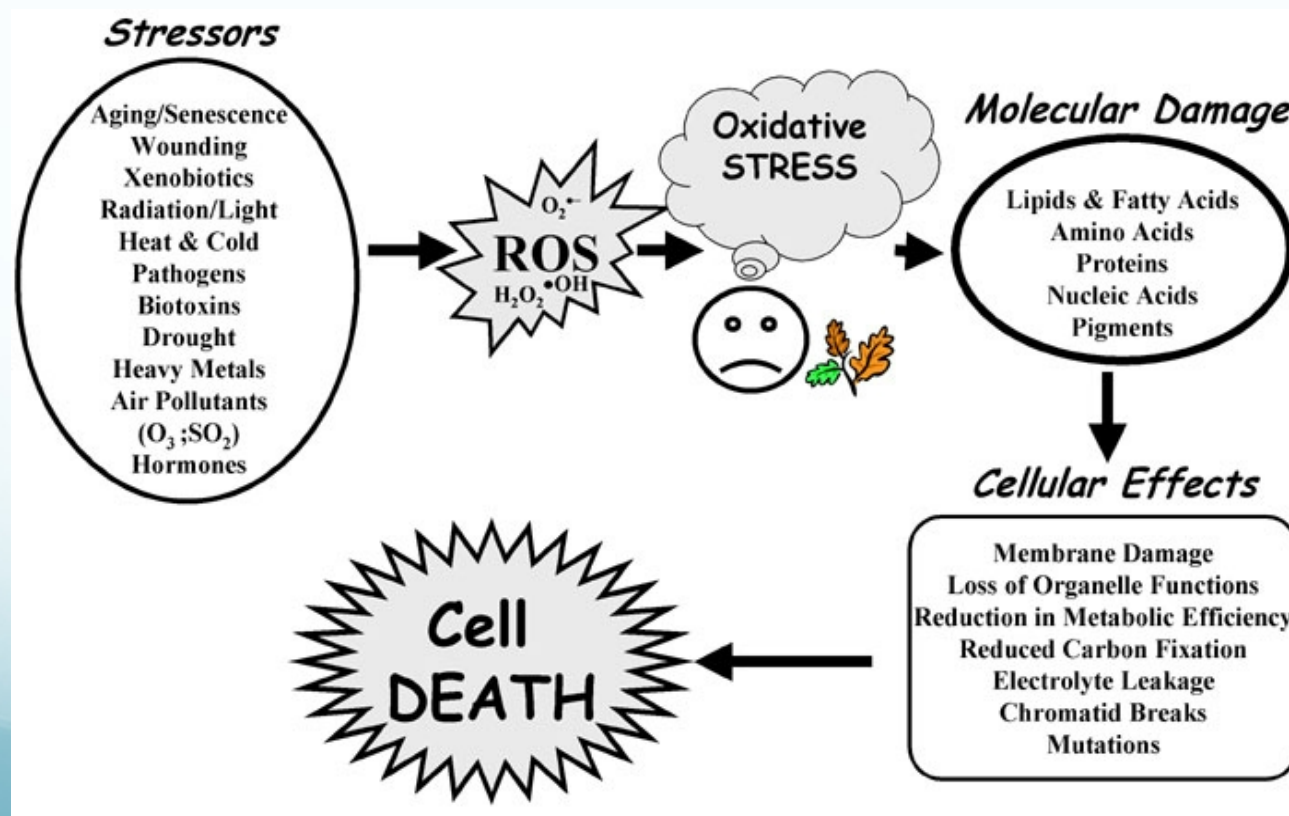 Stressors
Aging/Senescence
Wounding
Xenobiotics
Radiation/Light
Heat & Cold
Pathogens
Biotoxins
Drought
Heavy Metals
Air Pollutants
(O₃ ;SO₂)
Hormones
O₂•−
ROS
H₂O₂ •OH
Oxidative
STRESS
Molecular Damage
Lipids & Fatty Acids
Amino Acids
Proteins
Nucleic Acids
Pigments
Cellular Effects
Membrane Damage
Loss of Organelle Functions
Reduction in Metabolic Efficiency
Reduced Carbon Fixation
Electrolyte Leakage
Chromatid Breaks
Mutations
Cell
DEATH